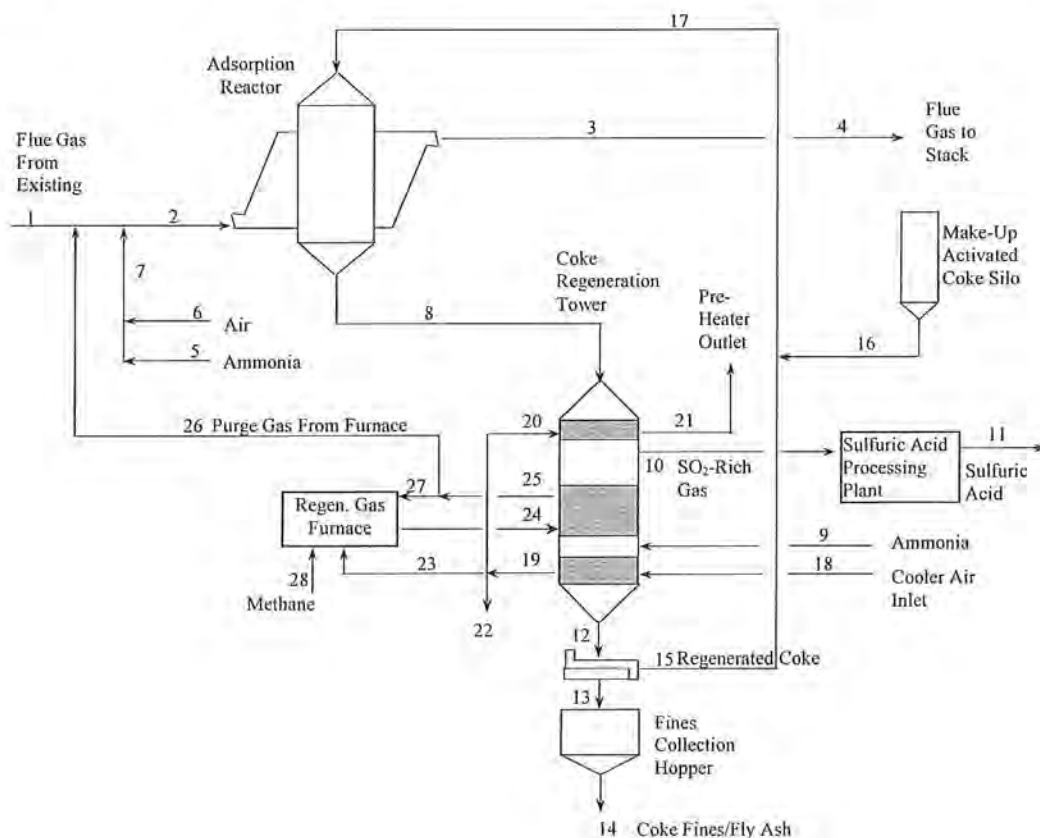 17
Adsorption
Reactor
3
4
Flue
Gas to
Stack
Flue Gas
From
Existing
1
2
7
Make-Up
Activated
Coke Silo
Coke
Regeneration
Tower
Pre-
Heater
Outlet
8
6
Air
5
Ammonia
16
26 Purge Gas From Furnace
20
21
10
SO₂-Rich
Gas
Sulfuric Acid
Processing
Plant
11
Sulfuric
Acid
27
25
Regen. Gas
Furnace
24
9
Ammonia
23
19
18
Cooler Air
Inlet
28
Methane
22
12
15 Regenerated Coke
13
Fines
Collection
Hopper
14 Coke Fines/Fly Ash